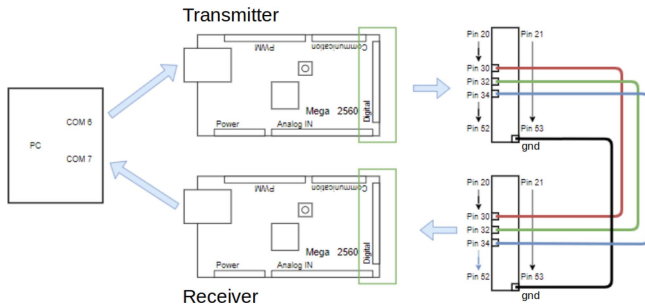 Transmitter
PWM
Communication
Mega 2560
Digital
Power
Analog IN
PC
COM 6
COM 7
Pin 20
Pin 21
Pin 30
Pin 32
Pin 34
Pin 52
Pin 53
gnd
PWM
Communication
Mega 2560
Digital
Power
Analog IN
Receiver
Pin 20
Pin 21
Pin 30
Pin 32
Pin 34
Pin 52
Pin 53
gnd